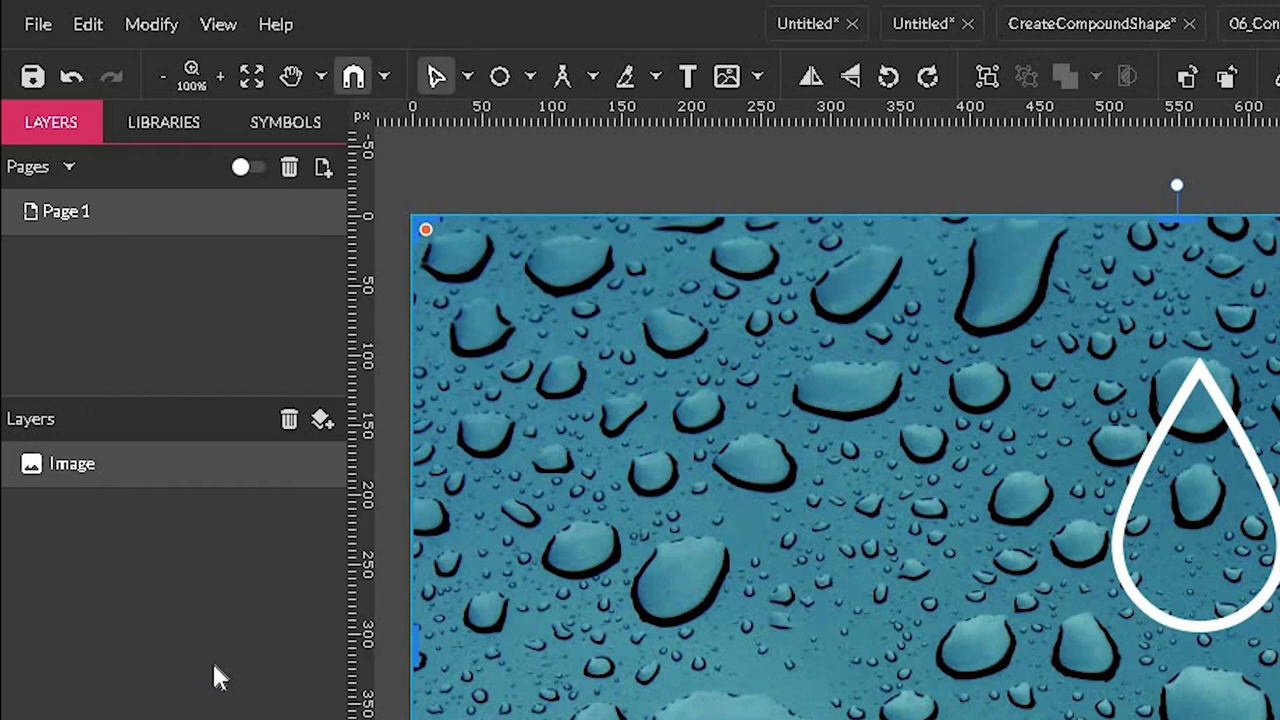 File Edit Modify View Help Untitled* Untitled* CreateCompoundShape* 06_Con
- 100% +
LAYERS LIBRARIES SYMBOLS px 0 50 100 150 200 250 300 350 400 450 500 550 600
Pages
Page 1
Layers
Image
-50
0
50
100
150
200
250
300
350